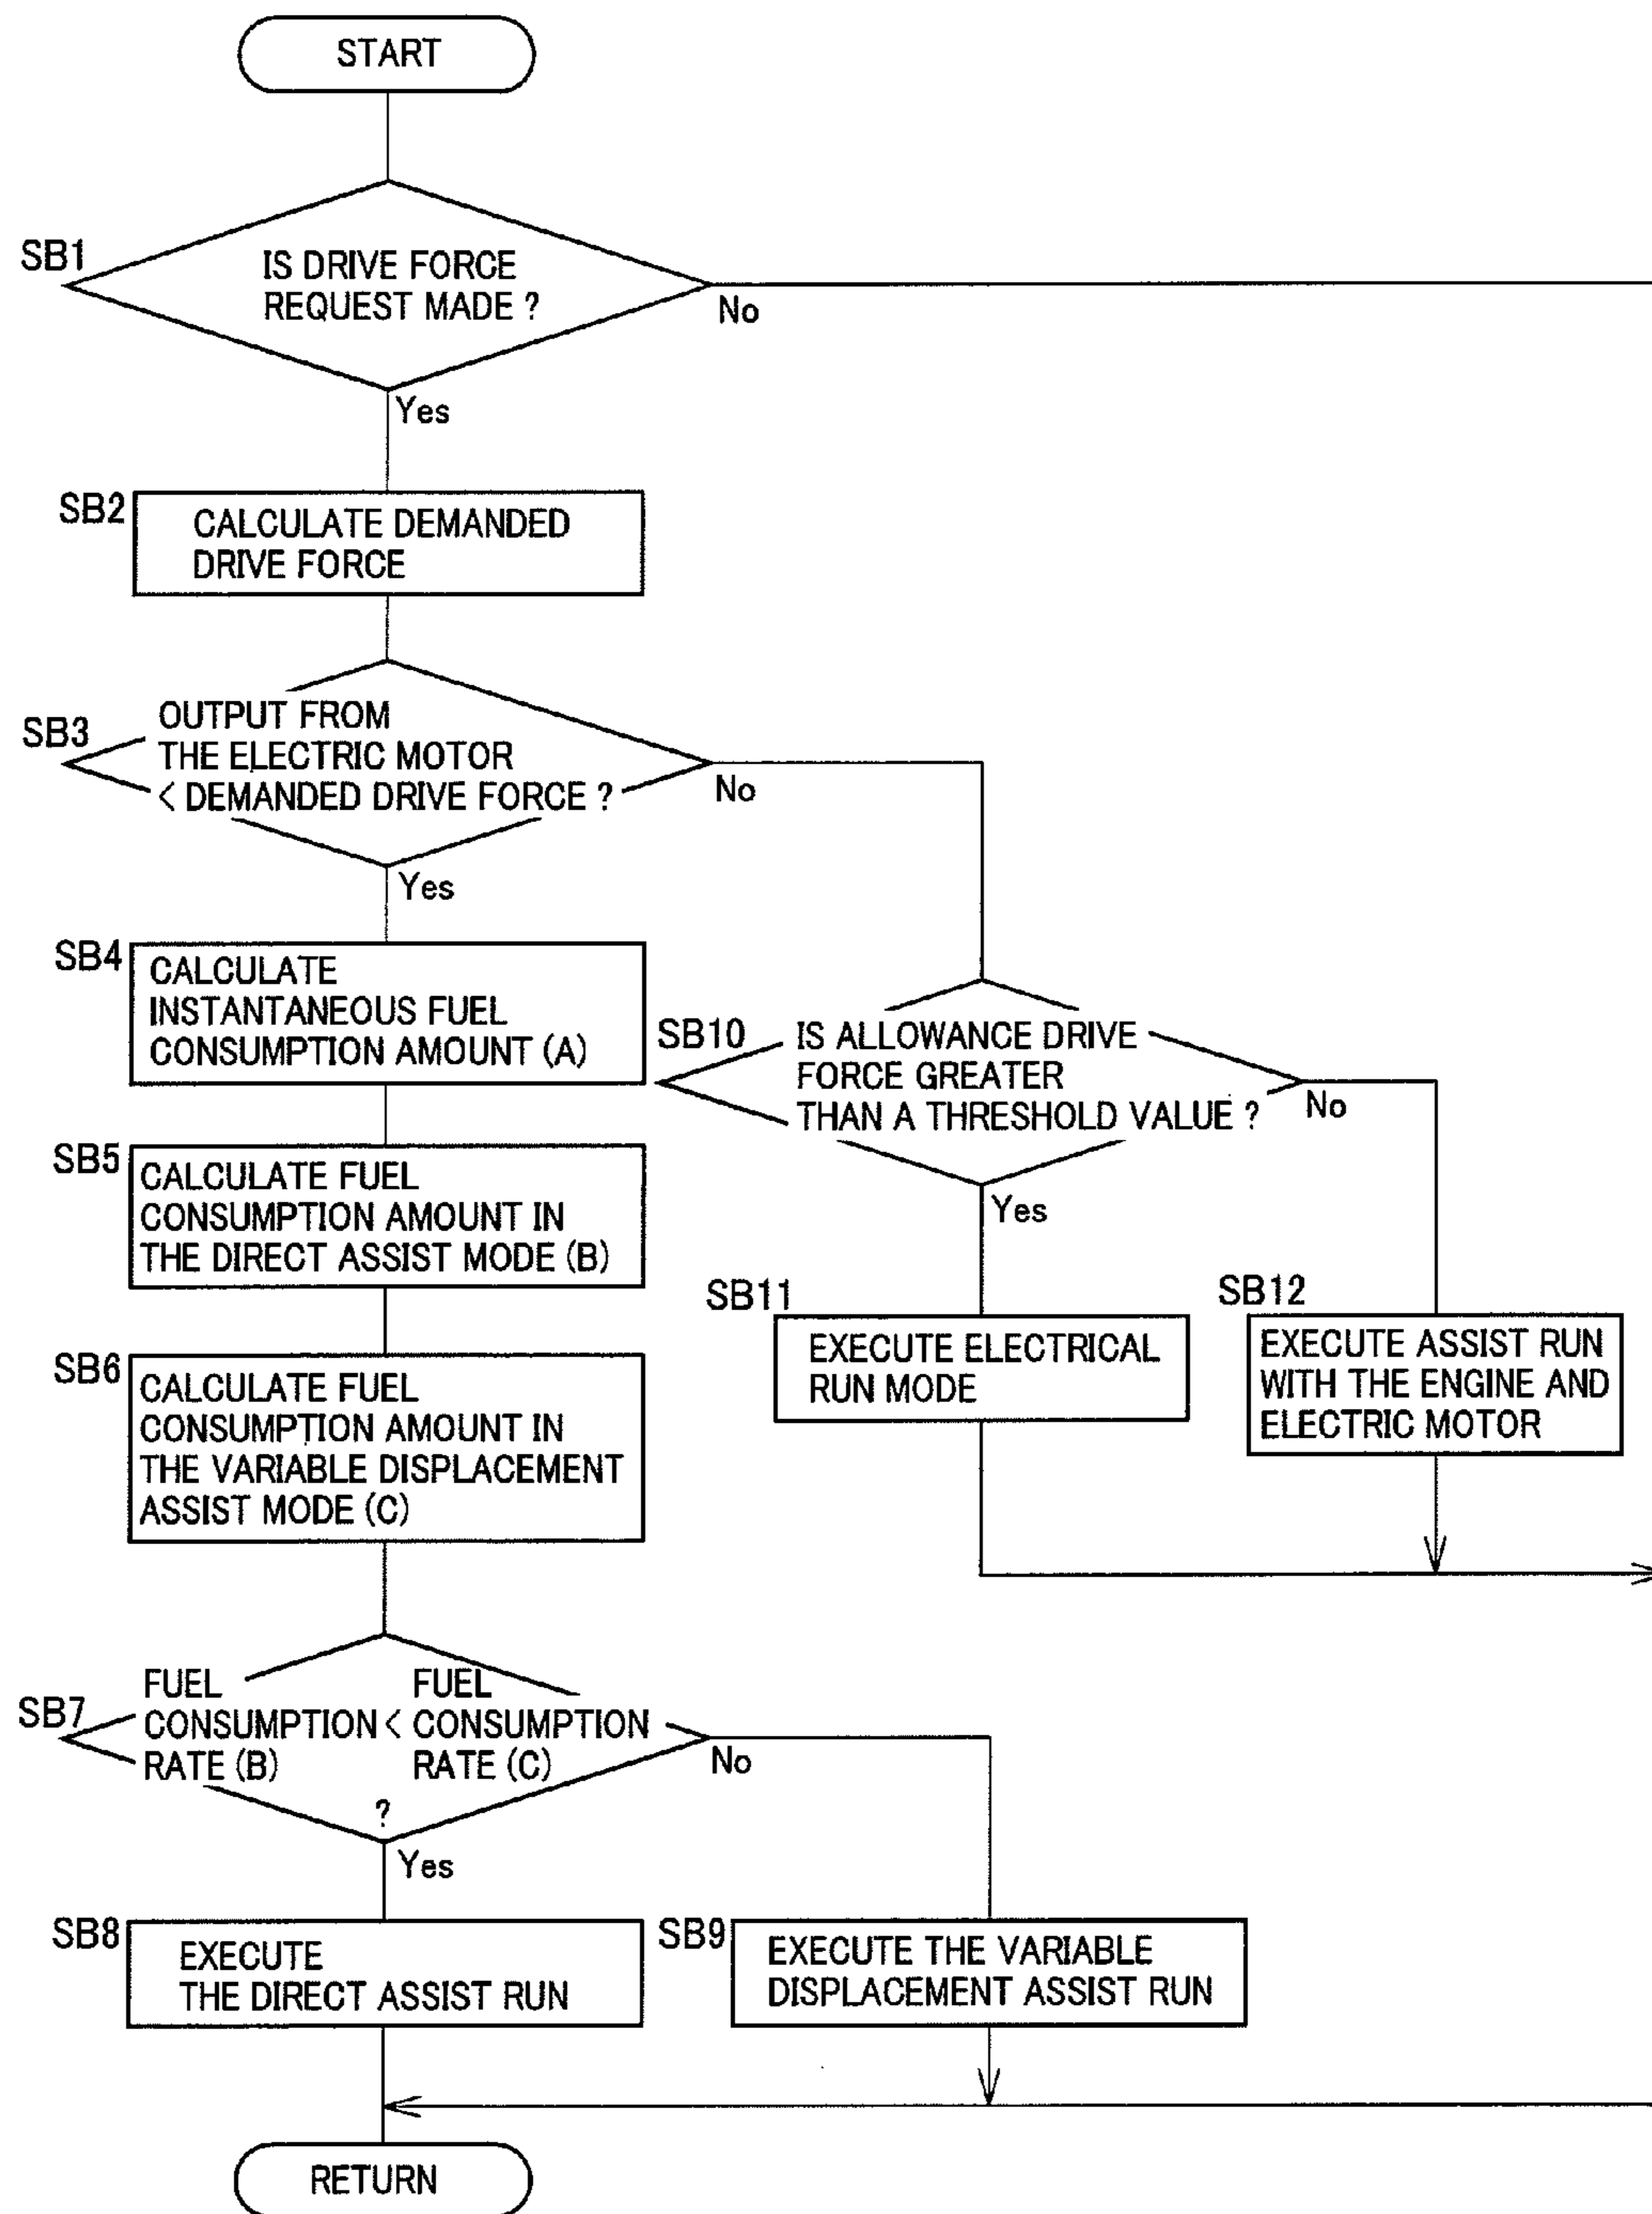 START
SB1
IS DRIVE FORCE
REQUEST MADE ?
No
Yes
SB2
CALCULATE DEMANDED
DRIVE FORCE
SB3
OUTPUT FROM
THE ELECTRIC MOTOR
< DEMANDED DRIVE FORCE ?
No
Yes
SB4
CALCULATE
INSTANTANEOUS FUEL
CONSUMPTION AMOUNT (A)
SB10
IS ALLOWANCE DRIVE
FORCE GREATER
THAN A THRESHOLD VALUE ?
No
Yes
SB5
CALCULATE FUEL
CONSUMPTION AMOUNT IN
THE DIRECT ASSIST MODE (B)
SB11
EXECUTE ELECTRICAL
RUN MODE
SB12
EXECUTE ASSIST RUN
WITH THE ENGINE AND
ELECTRIC MOTOR
SB6
CALCULATE FUEL
CONSUMPTION AMOUNT IN
THE VARIABLE DISPLACEMENT
ASSIST MODE (C)
SB7
FUEL FUEL
CONSUMPTION < CONSUMPTION
RATE (B) RATE (C)
?
No
Yes
SB8
EXECUTE
THE DIRECT ASSIST RUN
SB9
EXECUTE THE VARIABLE
DISPLACEMENT ASSIST RUN
RETURN